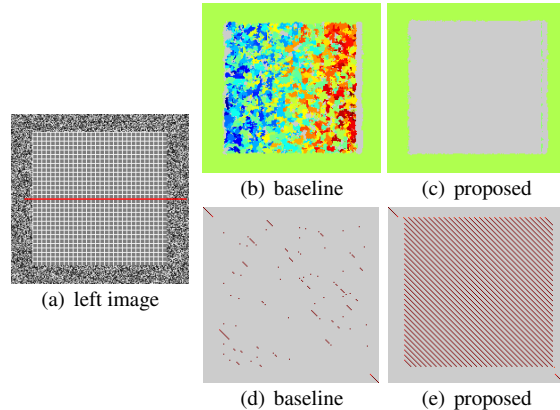 (b) baseline
(c) proposed
(a) left image
(d) baseline
(e) proposed